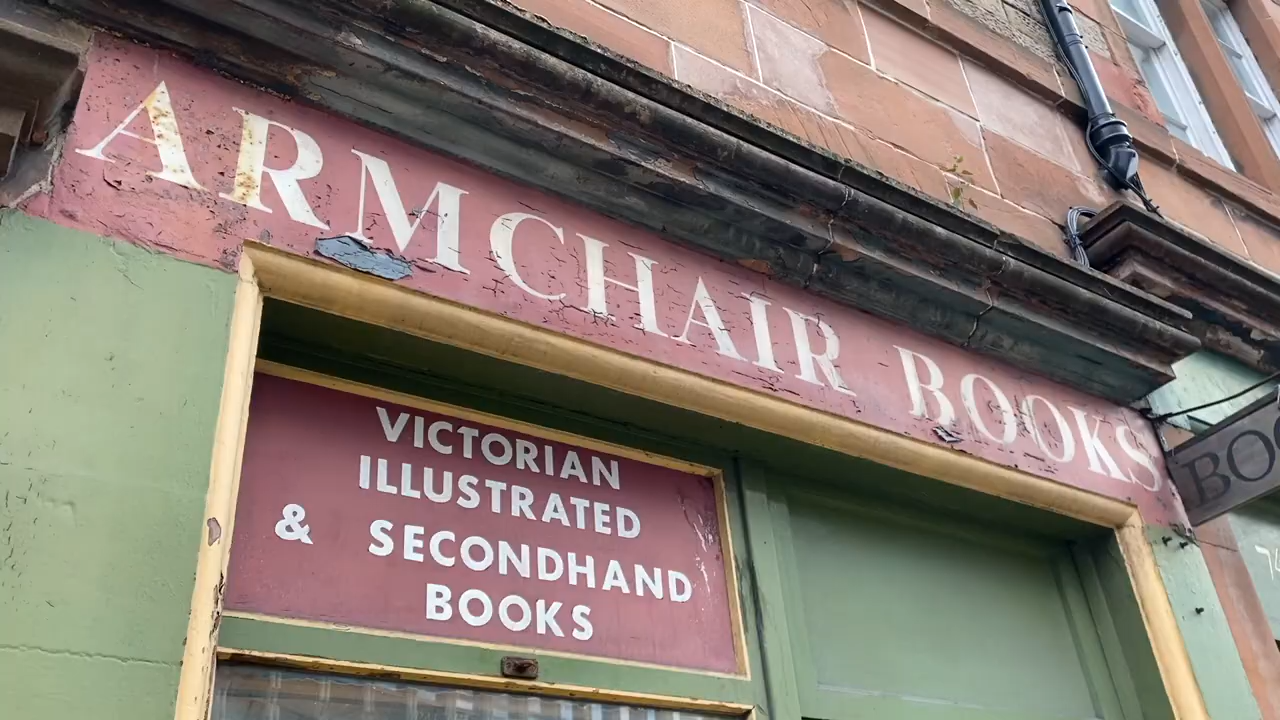 ARMCHAIR BOOKS
VICTORIAN
ILLUSTRATED
& SECONDHAND
BOOKS